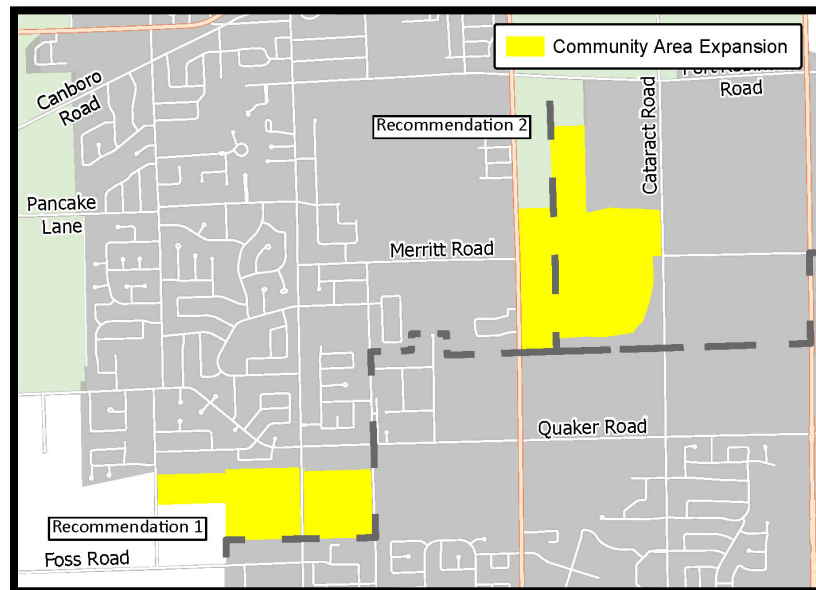 Community Area Expansion
Canboro
Road
Road
Recommendation 2
Cataract Road
Pancake
Lane
Merritt Road
Quaker Road
Recommendation 1
Foss Road